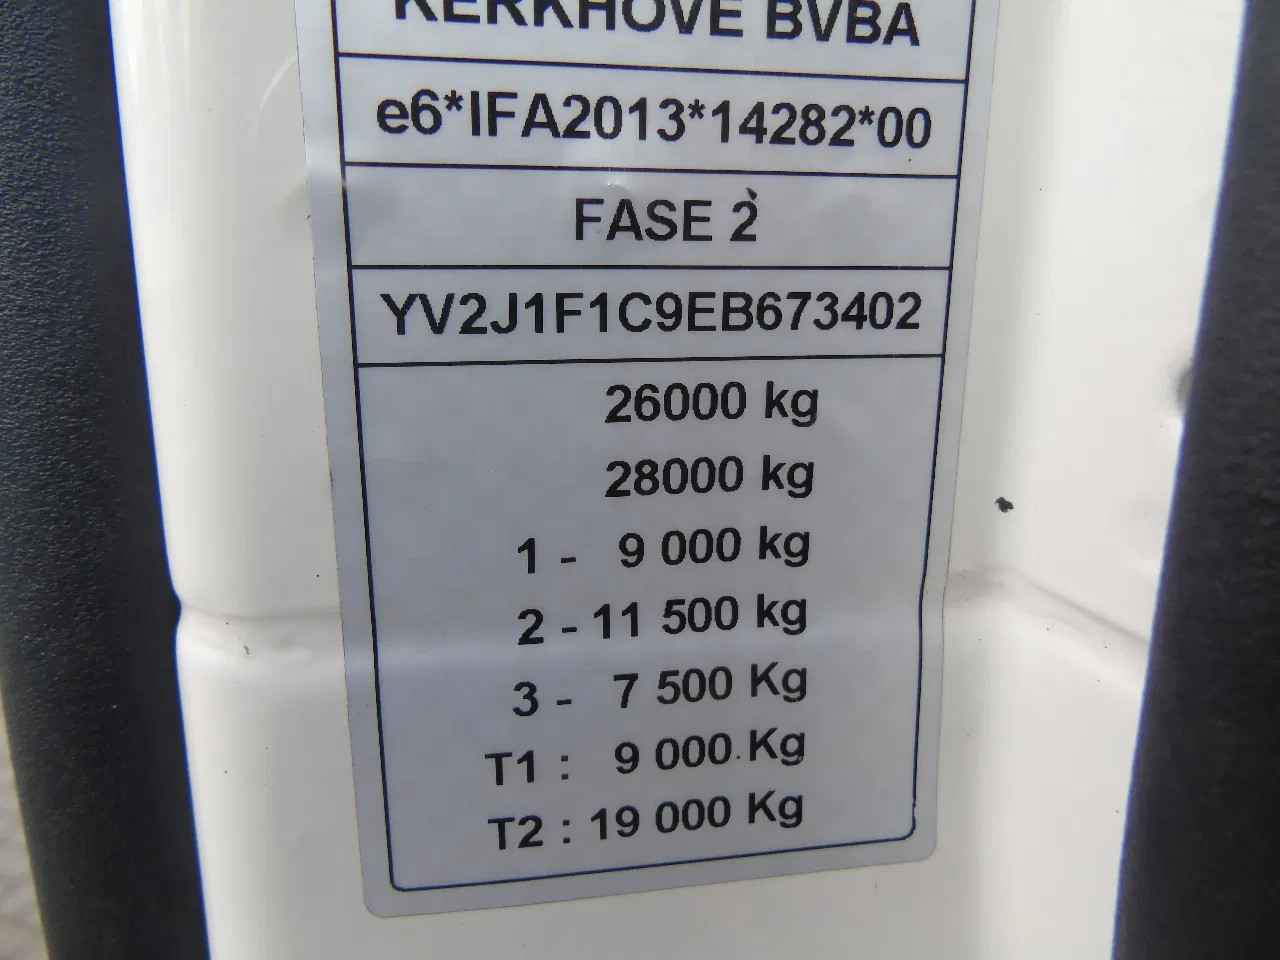 KERKHOVE BVBA
e6*IFA2013*14282*00
FASE 2
YV2J1F1C9EB673402
26000 kg
28000 kg
1 - 9 000 kg
2 - 11 500 kg
3 - 7 500 Kg
T1 : 9 000 Kg
T2 : 19 000 Kg